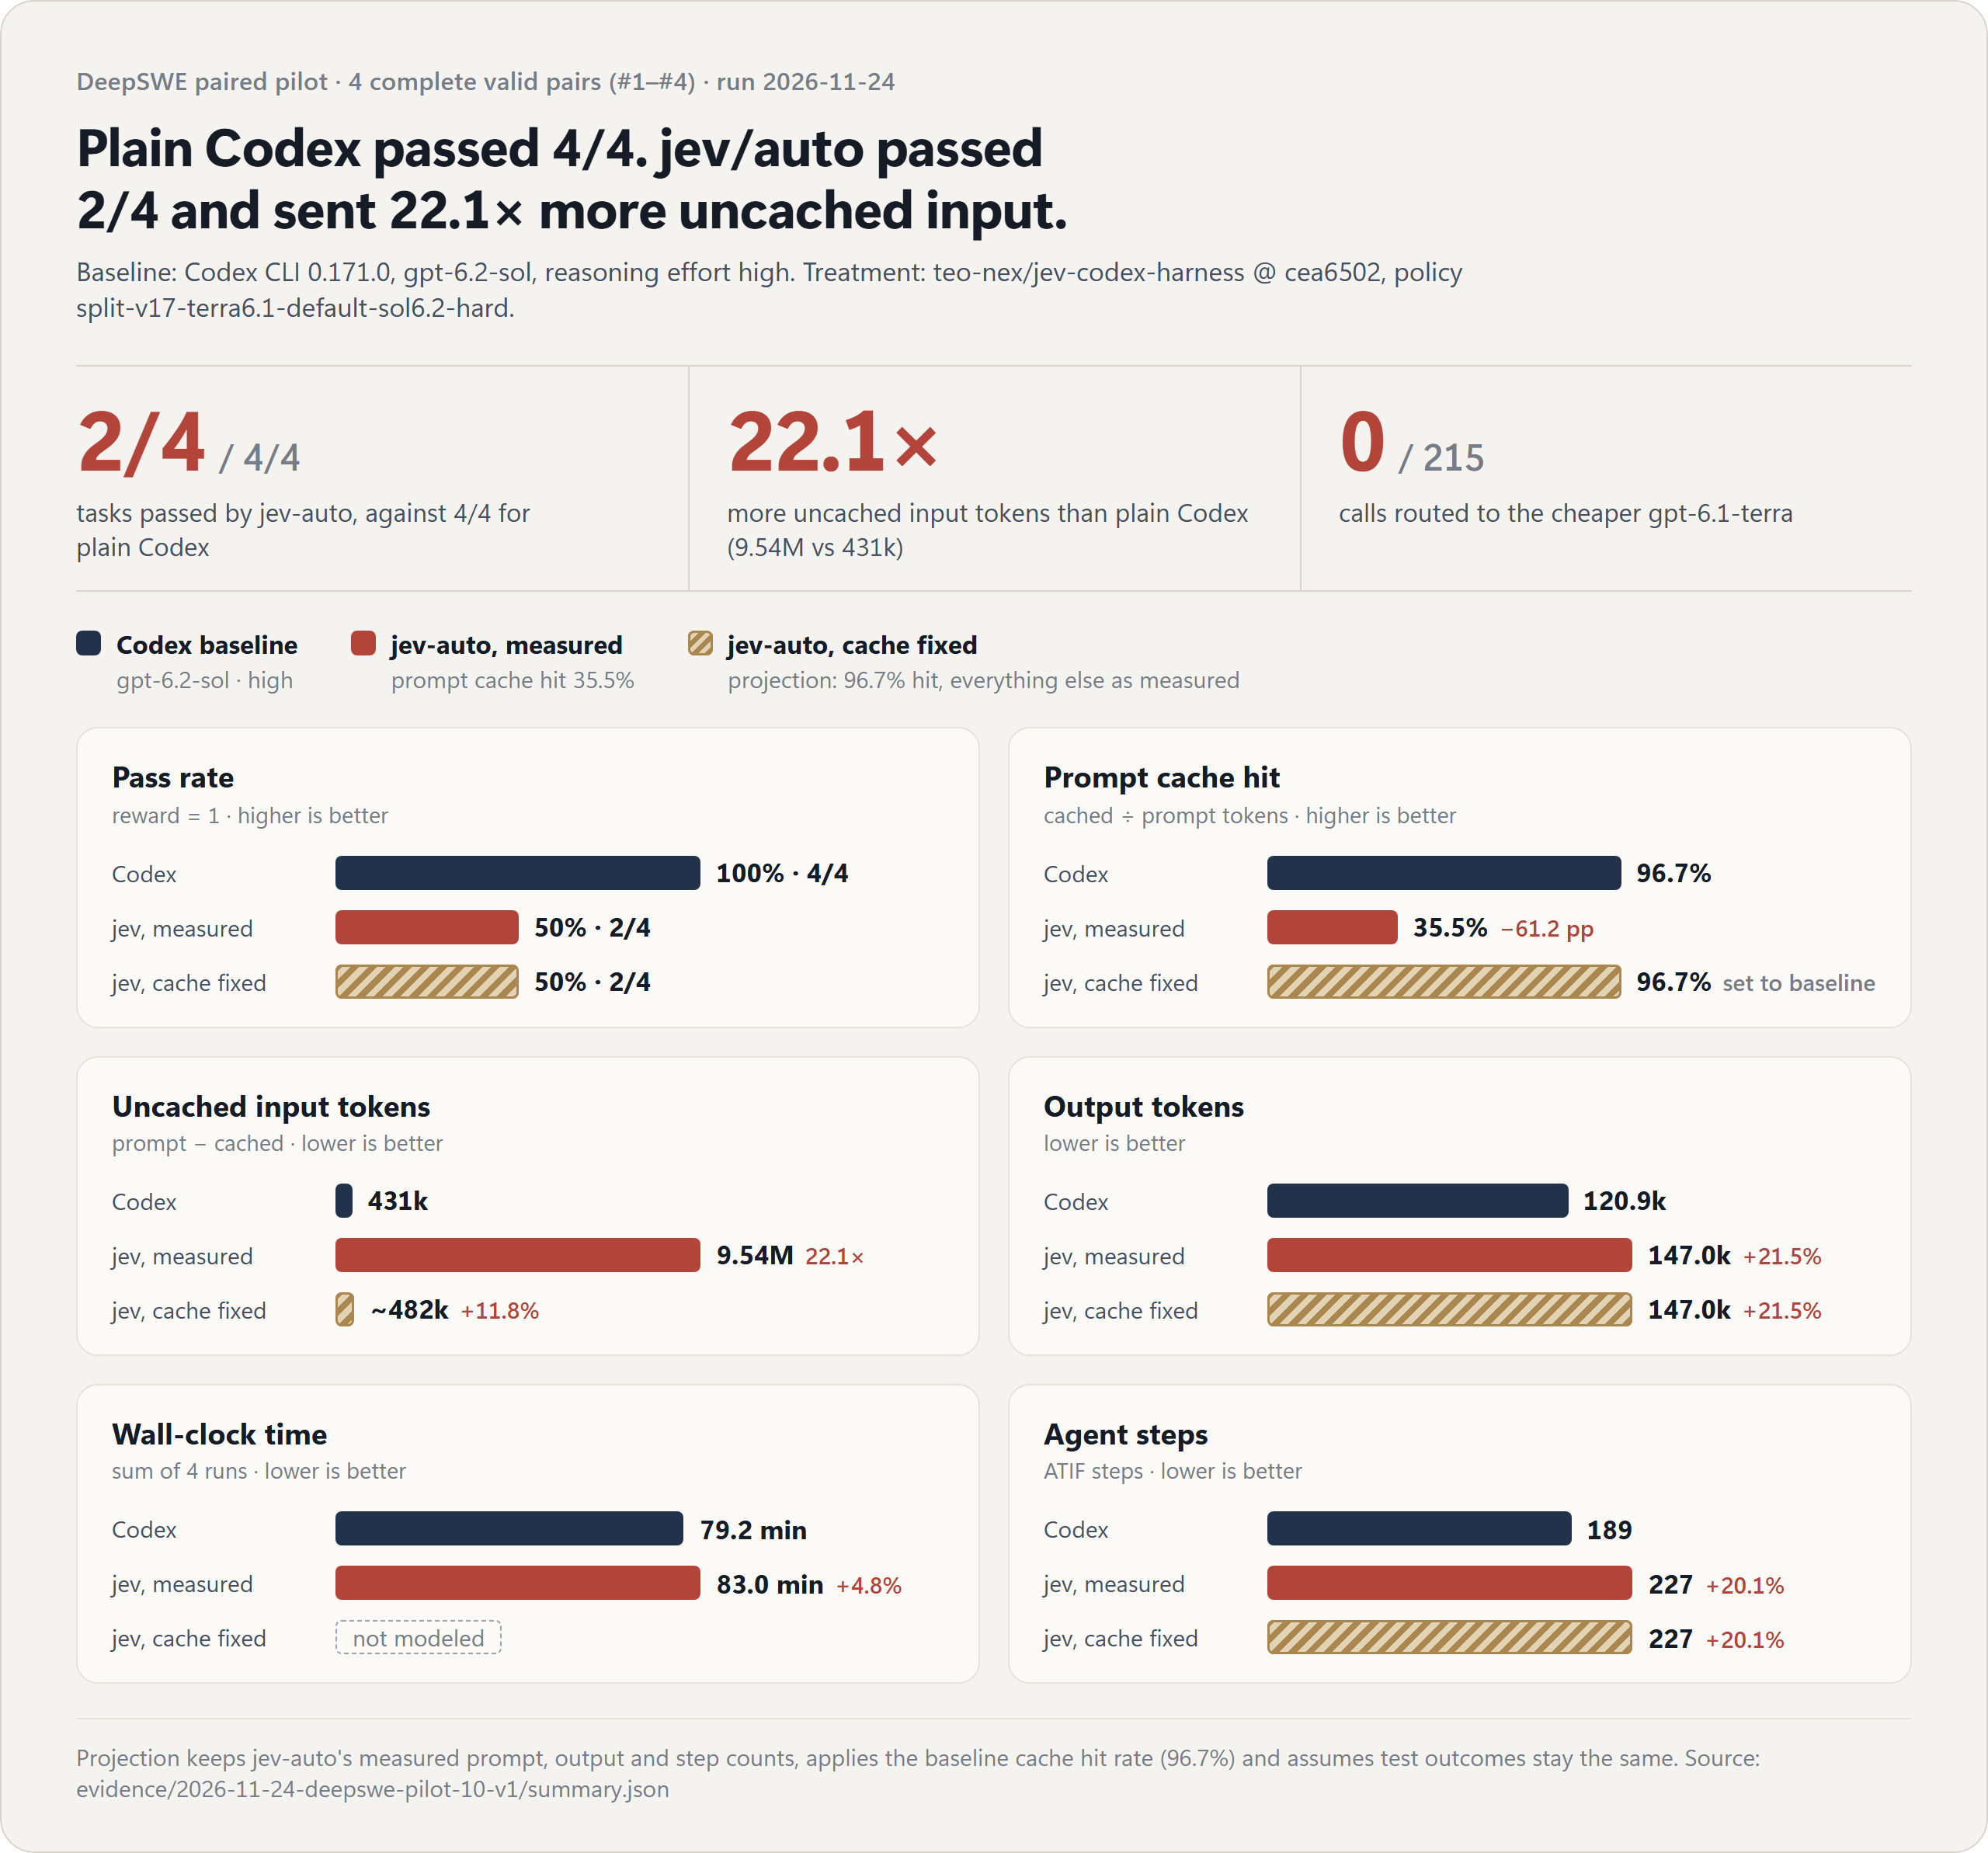 DeepSWE paired pilot · 4 complete valid pairs (#1–#4) · run 2026-11-24
Plain Codex passed 4/4. jev/auto passed
2/4 and sent 22.1× more uncached input.
Baseline: Codex CLI 0.171.0, gpt-6.2-sol, reasoning effort high. Treatment: teo-nex/jev-codex-harness @ cea6502, policy
split-v17-terra6.1-default-sol6.2-hard.
2/4 / 4/4
tasks passed by jev-auto, against 4/4 for
plain Codex
22.1×
more uncached input tokens than plain Codex
(9.54M vs 431k)
0 / 215
calls routed to the cheaper gpt-6.1-terra
Codex baseline
gpt-6.2-sol · high
jev-auto, measured
prompt cache hit 35.5%
jev-auto, cache fixed
projection: 96.7% hit, everything else as measured
Pass rate
reward = 1 · higher is better
Codex 100% · 4/4
jev, measured 50% · 2/4
jev, cache fixed 50% · 2/4
Prompt cache hit
cached ÷ prompt tokens · higher is better
Codex 96.7%
jev, measured 35.5% −61.2 pp
jev, cache fixed 96.7% set to baseline
Uncached input tokens
prompt − cached · lower is better
Codex 431k
jev, measured 9.54M 22.1×
jev, cache fixed ~482k +11.8%
Output tokens
lower is better
Codex 120.9k
jev, measured 147.0k +21.5%
jev, cache fixed 147.0k +21.5%
Wall-clock time
sum of 4 runs · lower is better
Codex 79.2 min
jev, measured 83.0 min +4.8%
jev, cache fixed not modeled
Agent steps
ATIF steps · lower is better
Codex 189
jev, measured 227 +20.1%
jev, cache fixed 227 +20.1%
Projection keeps jev-auto's measured prompt, output and step counts, applies the baseline cache hit rate (96.7%) and assumes test outcomes stay the same. Source:
evidence/2026-11-24-deepswe-pilot-10-v1/summary.json